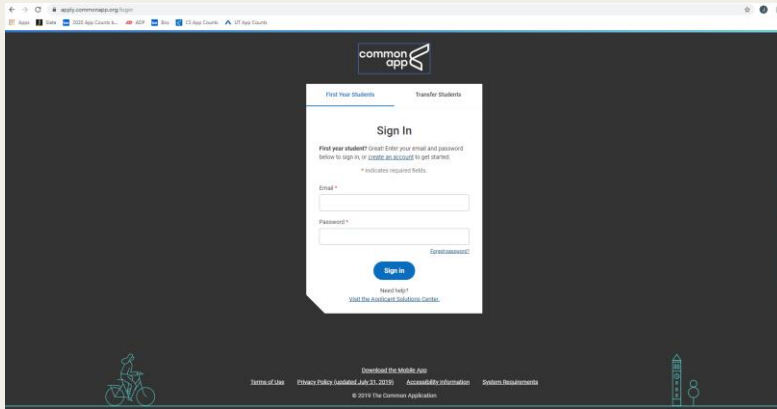 apply.commonapp.org/login
Apps
2020 App Counts b...
ADP
Box
CS App Counts
UT App Counts
common
app
First Year Students
Transfer Students
Sign In
First year student? Great! Enter your email and password
below to sign in, or create an account to get started.
* Indicates required fields.
Email *
Password *
Forgot password?
Sign in
Need help?
Visit the Applicant Solutions Center.
Download the Mobile App
Terms of Use Privacy Policy (updated July 31, 2019) Accessibility Information System Requirements
© 2019 The Common Application